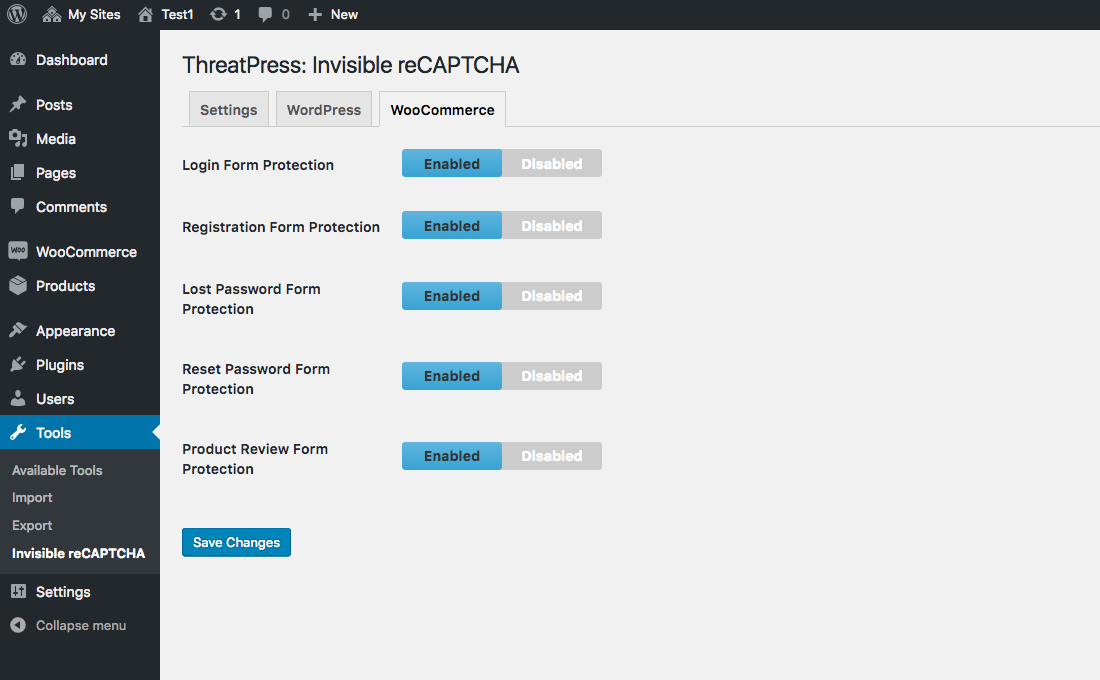 My Sites Test1 1 0 New
Dashboard
Posts
Media
Pages
Comments
Woo WooCommerce
Products
Appearance
Plugins
Users
Tools
Available Tools
Import
Export
Invisible reCAPTCHA
Settings
Collapse menu
ThreatPress: Invisible reCAPTCHA
Settings WordPress WooCommerce
Login Form Protection Enabled Disabled
Registration Form Protection Enabled Disabled
Lost Password Form
Protection Enabled Disabled
Reset Password Form
Protection Enabled Disabled
Product Review Form
Protection Enabled Disabled
Save Changes